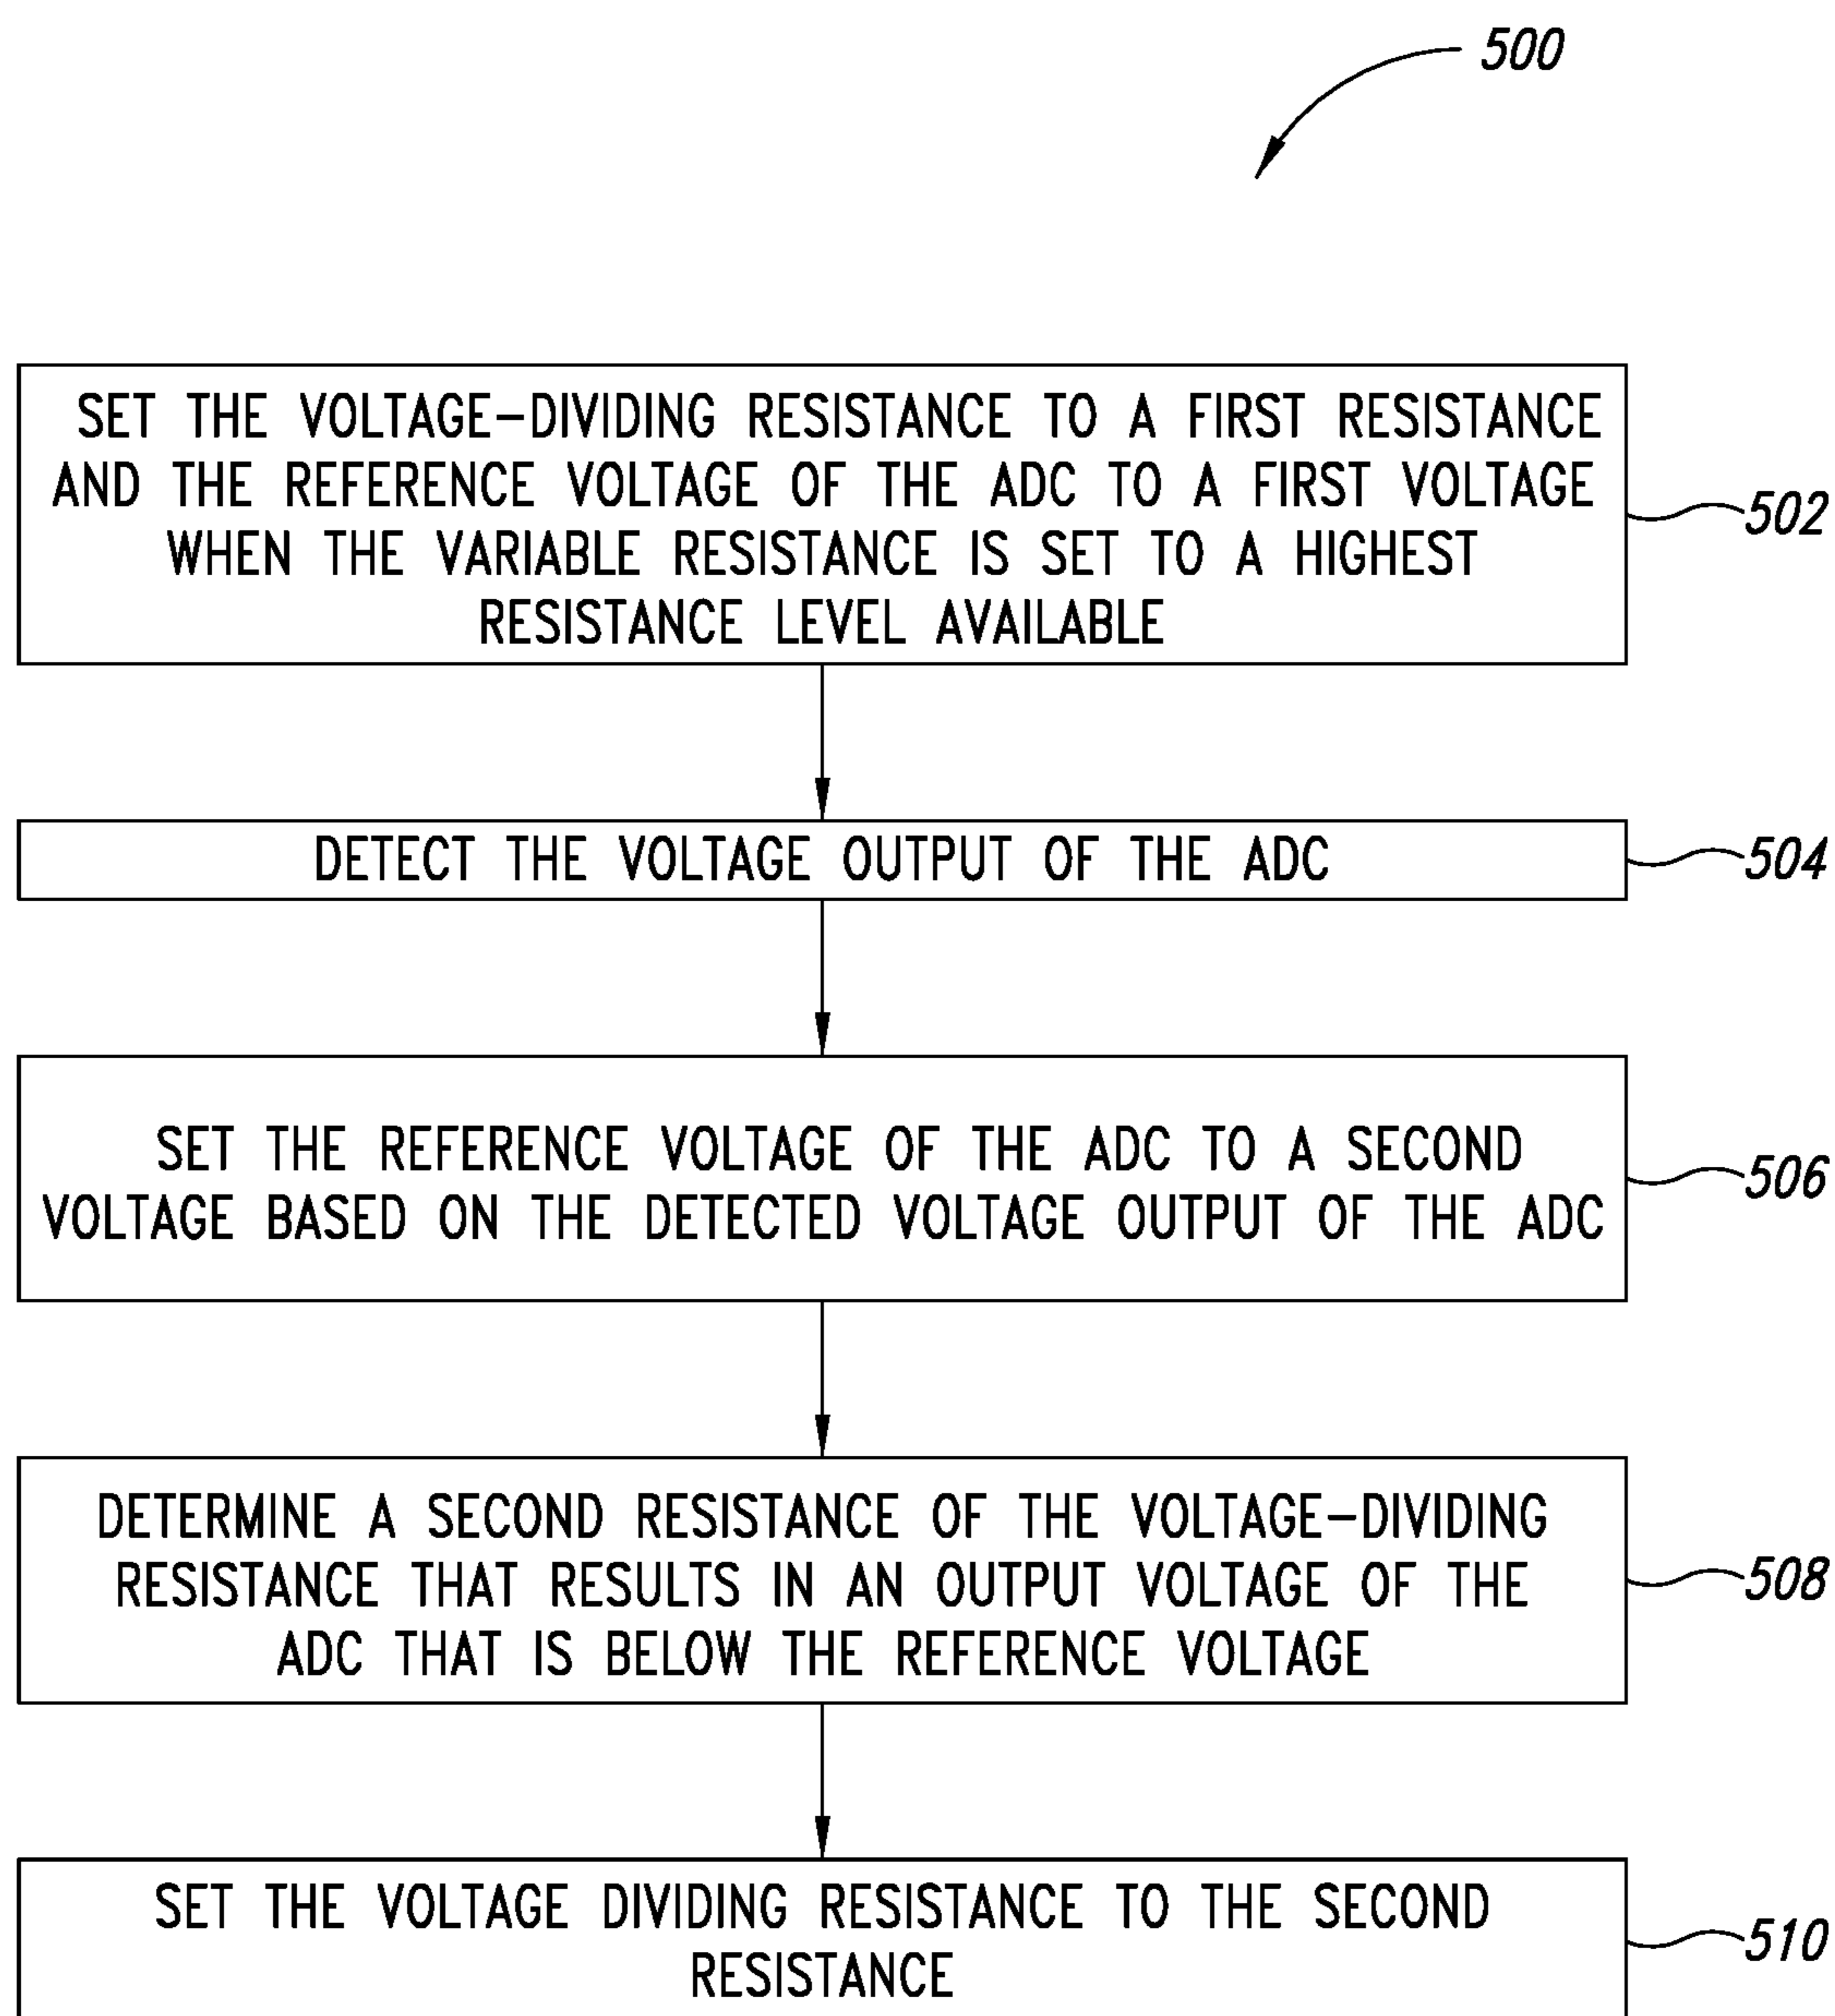 500
SET THE VOLTAGE-DIVIDING RESISTANCE TO A FIRST RESISTANCE
AND THE REFERENCE VOLTAGE OF THE ADC TO A FIRST VOLTAGE
WHEN THE VARIABLE RESISTANCE IS SET TO A HIGHEST
RESISTANCE LEVEL AVAILABLE
502
DETECT THE VOLTAGE OUTPUT OF THE ADC
504
SET THE REFERENCE VOLTAGE OF THE ADC TO A SECOND
VOLTAGE BASED ON THE DETECTED VOLTAGE OUTPUT OF THE ADC
506
DETERMINE A SECOND RESISTANCE OF THE VOLTAGE-DIVIDING
RESISTANCE THAT RESULTS IN AN OUTPUT VOLTAGE OF THE
ADC THAT IS BELOW THE REFERENCE VOLTAGE
508
SET THE VOLTAGE DIVIDING RESISTANCE TO THE SECOND
RESISTANCE
510